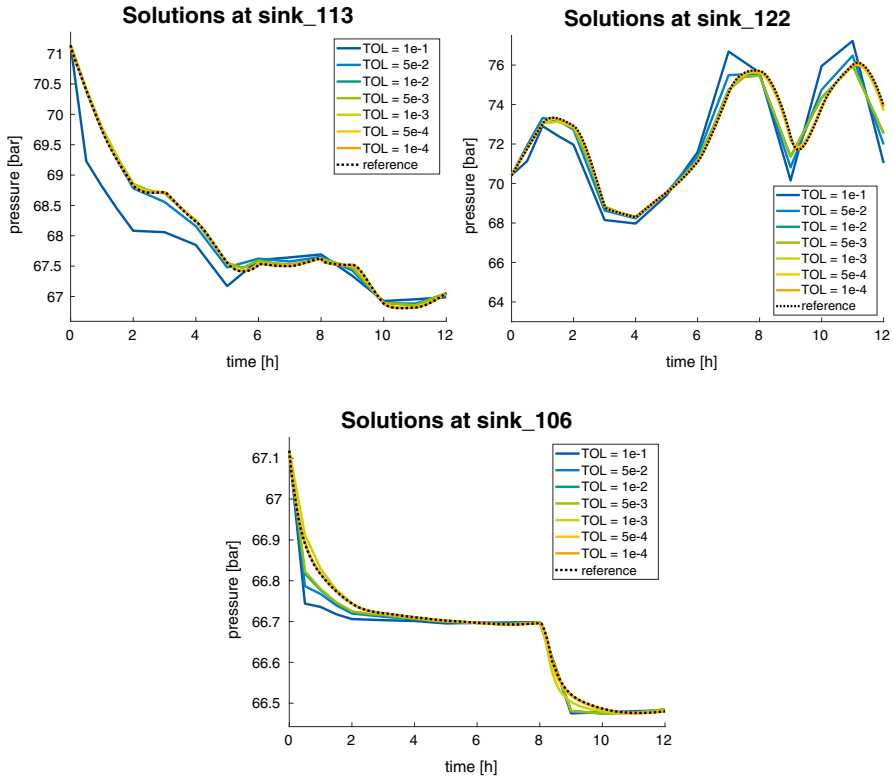 Solutions at sink_113
pressure [bar]
71
70.5
70
69.5
69
68.5
68
67.5
67
0 2 4 6 8 10 12
time [h]
TOL = 1e-1
TOL = 5e-2
TOL = 1e-2
TOL = 5e-3
TOL = 1e-3
TOL = 5e-4
TOL = 1e-4
reference
Solutions at sink_122
pressure [bar]
76
74
72
70
68
66
64
0 2 4 6 8 10 12
time [h]
TOL = 1e-1
TOL = 5e-2
TOL = 1e-2
TOL = 5e-3
TOL = 1e-3
TOL = 5e-4
TOL = 1e-4
reference
Solutions at sink_106
pressure [bar]
67.1
67
66.9
66.8
66.7
66.6
66.5
0 2 4 6 8 10 12
time [h]
TOL = 1e-1
TOL = 5e-2
TOL = 1e-2
TOL = 5e-3
TOL = 1e-3
TOL = 5e-4
TOL = 1e-4
reference